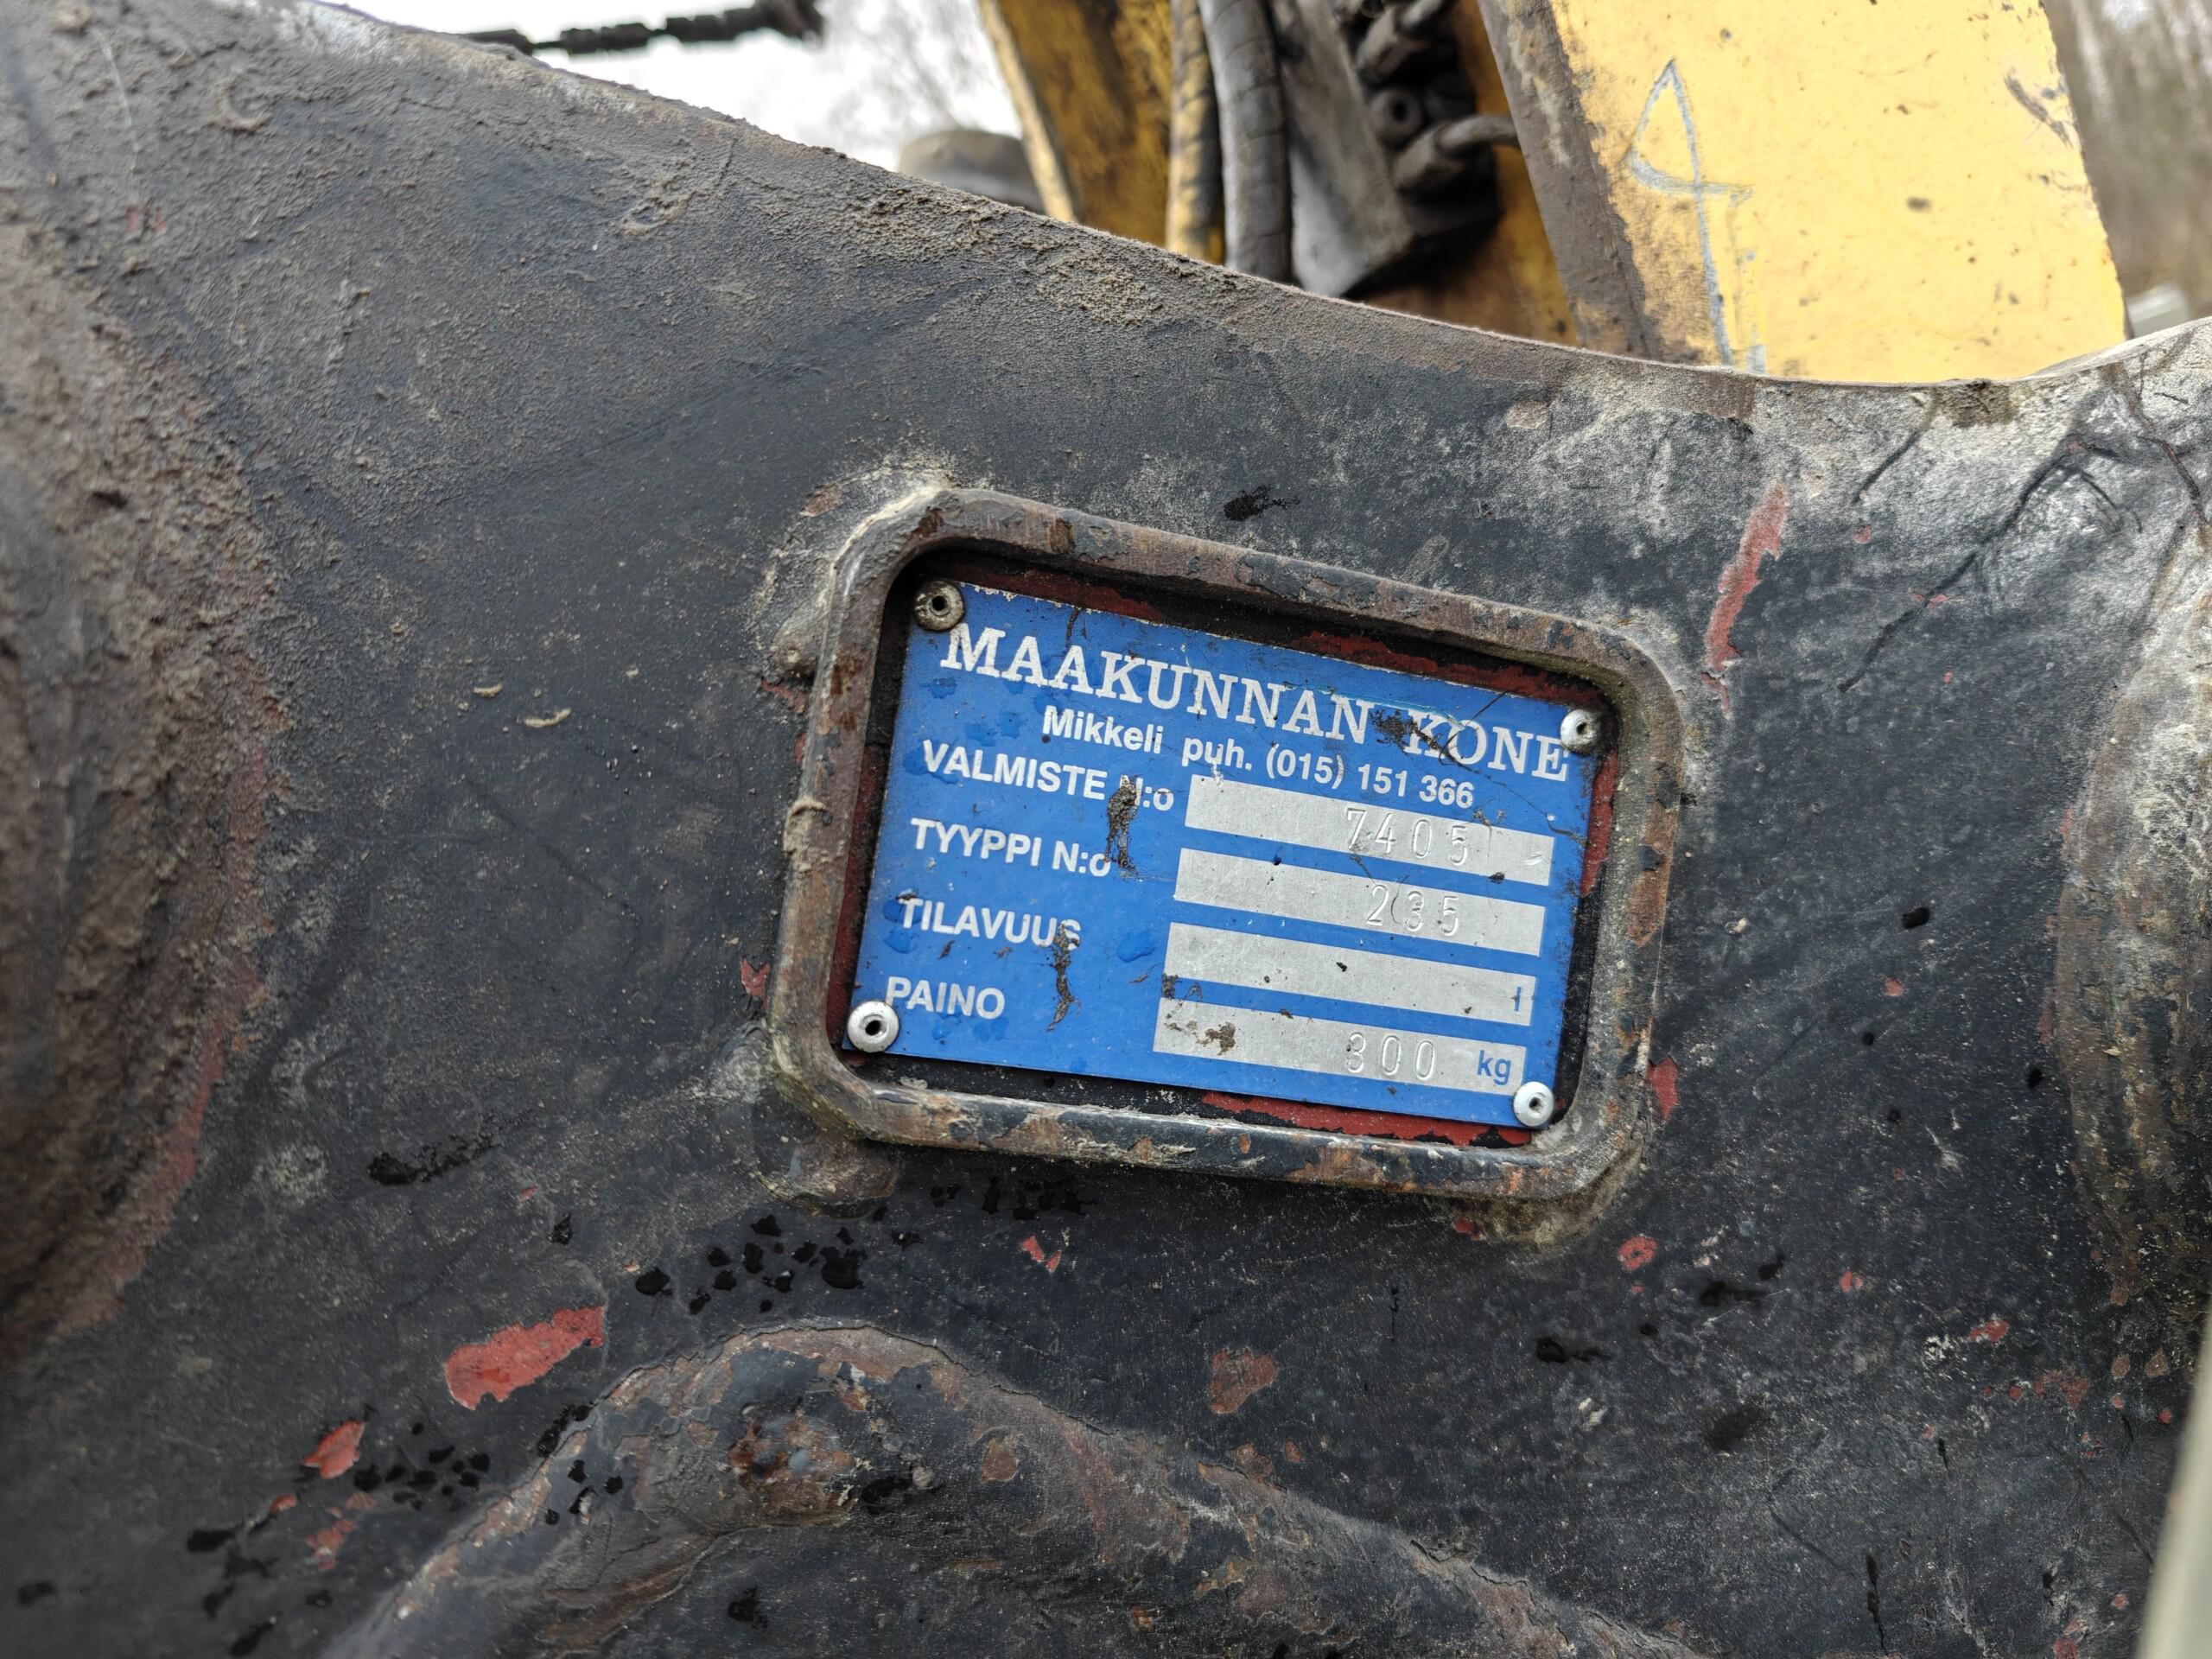 MAAKUNNAN KONE
Mikkeli puh. (015) 151 366
VALMISTE N:o 7405
TYYPPI N:o 235
TILAVUUS l
PAINO 300 kg